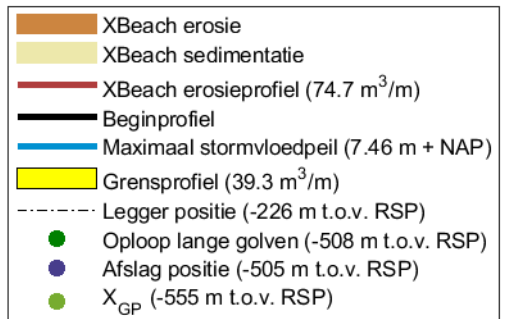 XBeach erosie
XBeach sedimentatie
XBeach erosieprofiel (74.7 m³/m)
Beginprofiel
Maximaal stormvloedpeil (7.46 m + NAP)
Grensprofiel (39.3 m³/m)
Legger positie (-226 m t.o.v. RSP)
Oploop lange golven (-508 m t.o.v. RSP)
Afslag positie (-505 m t.o.v. RSP)
X_GP (-555 m t.o.v. RSP)